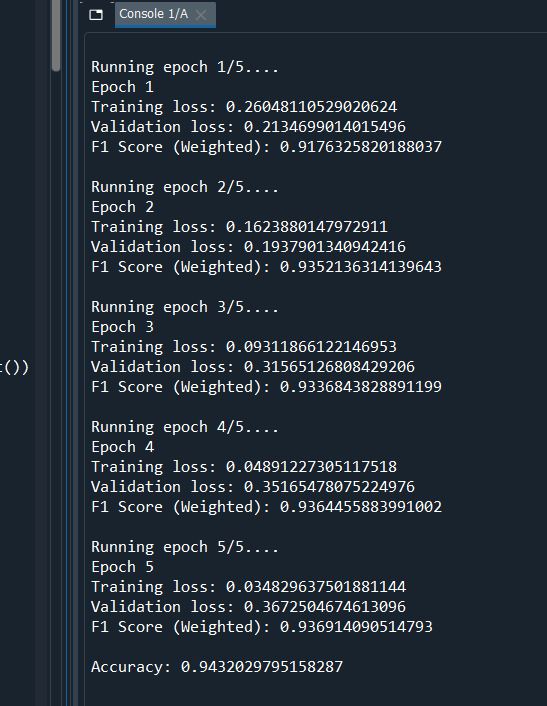 Console 1/A
Running epoch 1/5....
Epoch 1
Training loss: 0.26048110529020624
Validation loss: 0.2134699014015496
F1 Score (Weighted): 0.9176325820188037
Running epoch 2/5....
Epoch 2
Training loss: 0.1623880147972911
Validation loss: 0.1937901340942416
F1 Score (Weighted): 0.9352136314139643
Running epoch 3/5....
Epoch 3
Training loss: 0.09311866122146953
Validation loss: 0.31565126808429206
F1 Score (Weighted): 0.9336843828891199
t())
Running epoch 4/5....
Epoch 4
Training loss: 0.04891227305117518
Validation loss: 0.35165478075224976
F1 Score (Weighted): 0.9364455883991002
Running epoch 5/5....
Epoch 5
Training loss: 0.034829637501881144
Validation loss: 0.3672504674613096
F1 Score (Weighted): 0.936914090514793
Accuracy: 0.9432029795158287